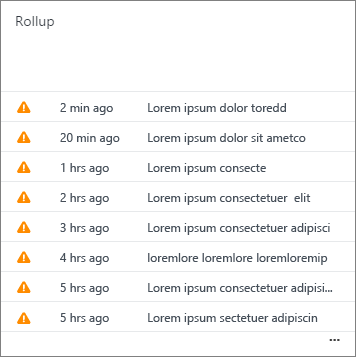 Rollup
2 min ago Lorem ipsum dolor toredd
20 min ago Lorem ipsum dolor sit ametco
1 hrs ago Lorem ipsum consecte
2 hrs ago Lorem ipsum consectetuer  elit
3 hrs ago Lorem ipsum consectetuer adipisci
4 hrs ago loremlore loremlore loremloremip
5 hrs ago Lorem ipsum consectetuer adipisi...
5 hrs ago Lorem ipsum sectetuer adipiscin
...